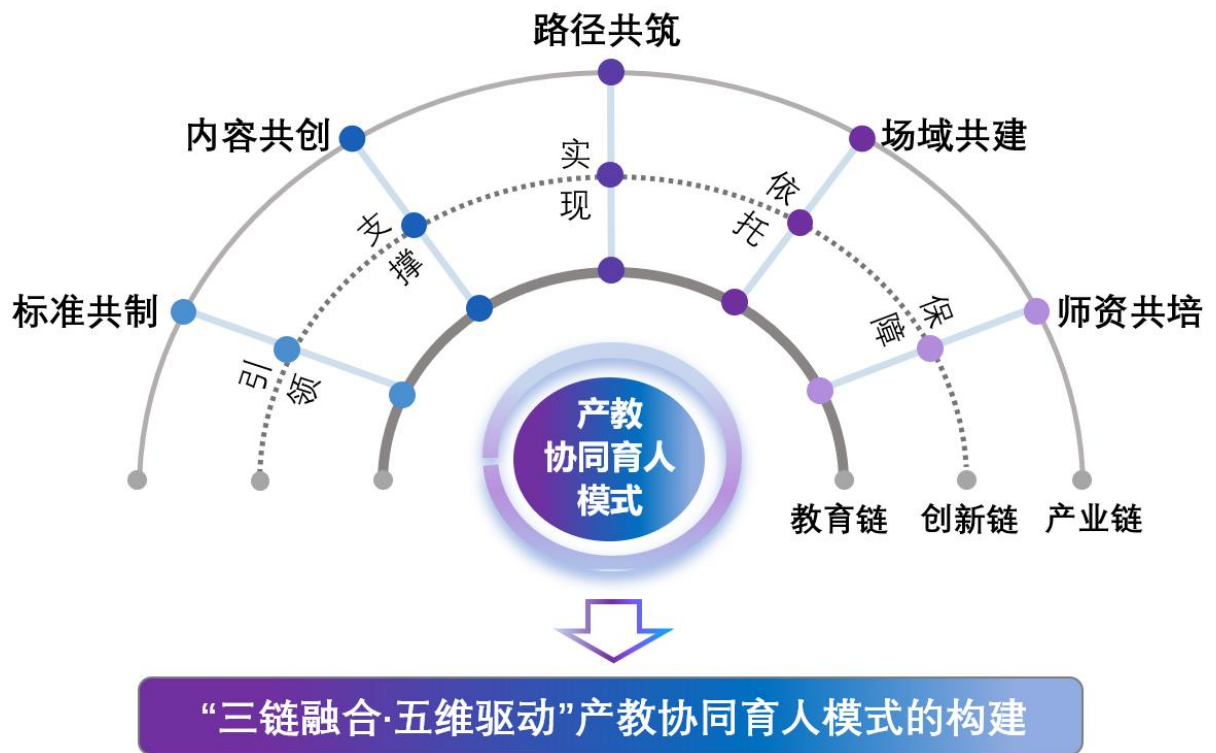 路径共筑
内容共创
场域共建
实现
依托
支撑
标准共制
师资共培
引领
保障
产教
协同育人
模式
教育链
创新链
产业链
“三链融合·五维驱动”产教协同育人模式的构建